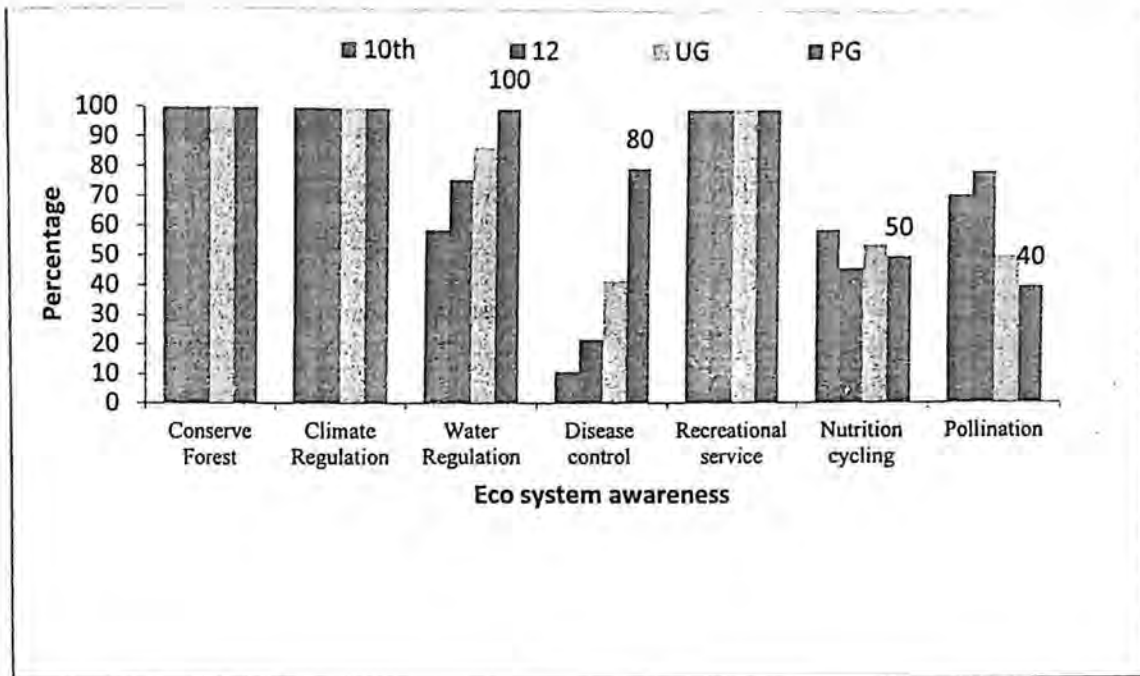 10th 12 UG PG
100
100
90
80
80
70
60
50
50
40
40
30
20
10
0
Percentage
Conserve Forest
Climate Regulation
Water Regulation
Disease control
Recreational service
Nutrition cycling
Pollination
Eco system awareness